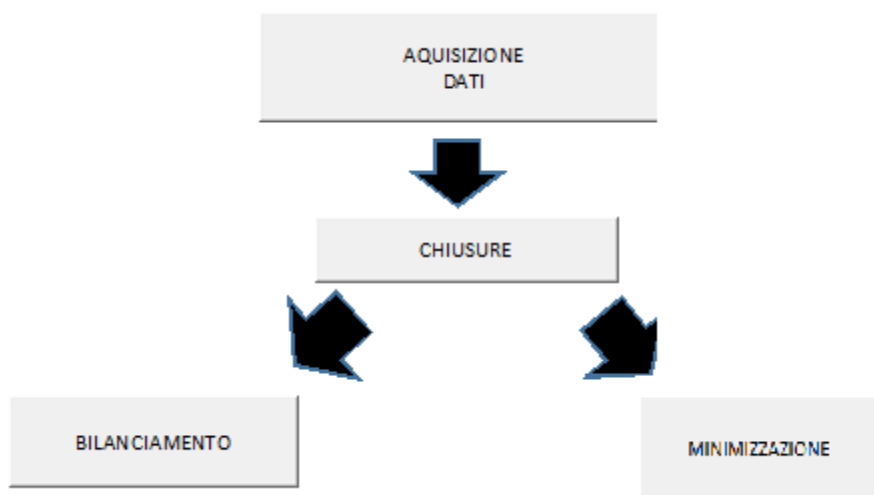 AQUISIZIONE
DATI
CHIUSURE
BILANCIAMENTO
MINIMIZZAZIONE